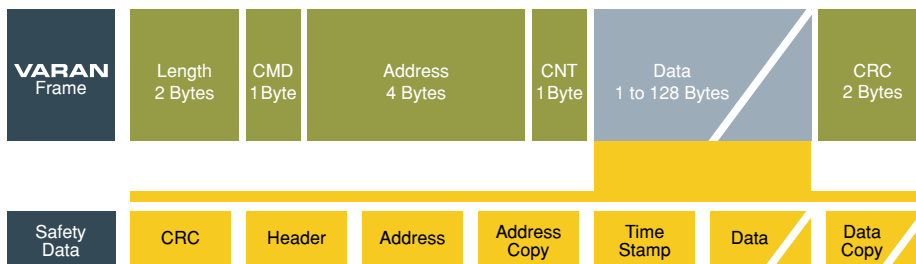 VARAN
Frame
Length
2 Bytes
CMD
1 Byte
Address
4 Bytes
CNT
1 Byte
Data
1 to 128 Bytes
CRC
2 Bytes
Safety
Data
CRC
Header
Address
Address
Copy
Time
Stamp
Data
Data
Copy